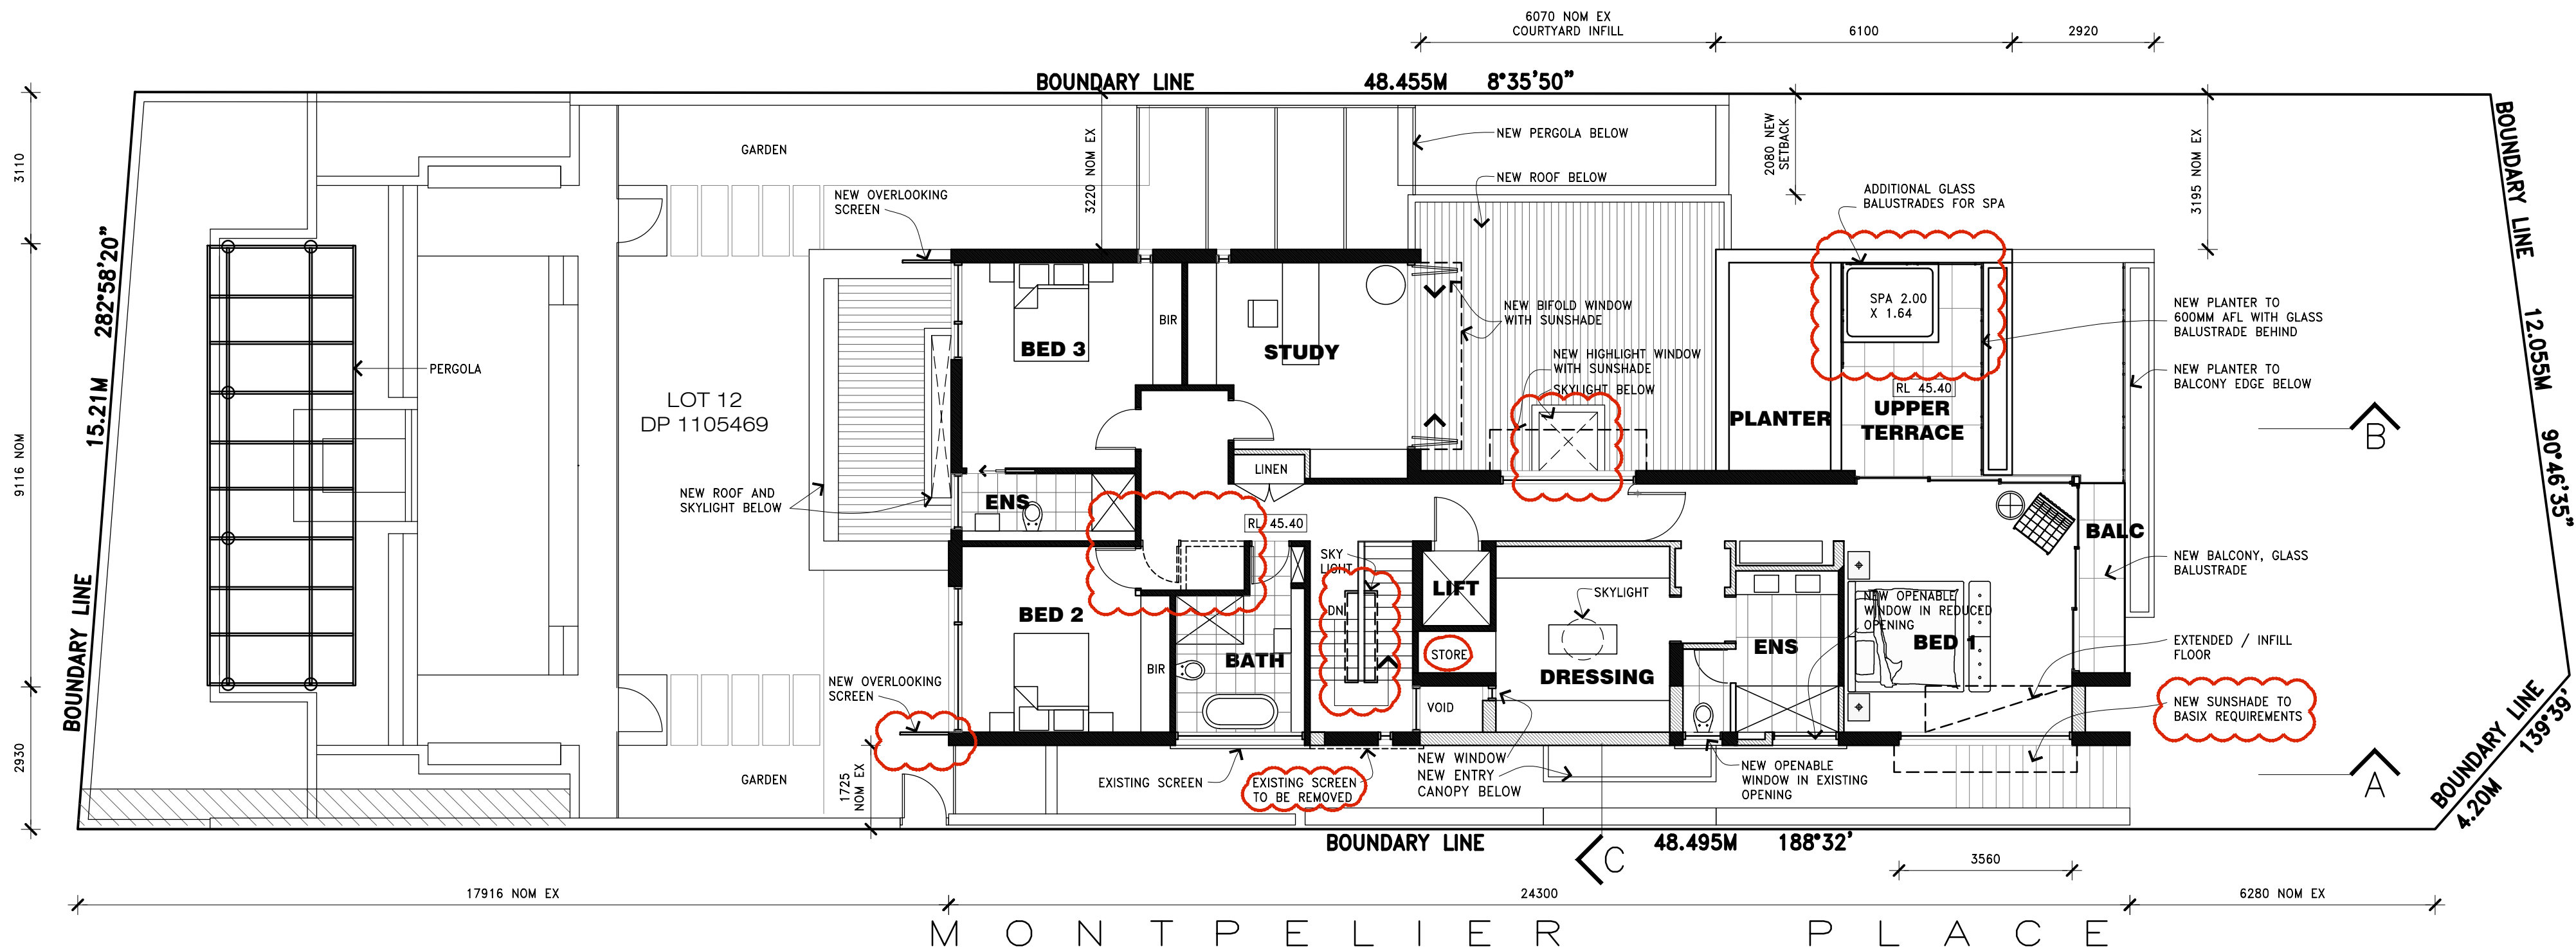 6070 NOM EX
COURTYARD INFILL
6100
2920
BOUNDARY LINE
48.455M
8°35'50"
3110
9116 NOM
2930
BOUNDARY LINE
15.21M
282°58'20"
GARDEN
3220 NOM EX
NEW PERGOLA BELOW
NEW ROOF BELOW
2080 NEW
SETBACK
3195 NOM EX
BOUNDARY LINE
12.055M
90°46'35"
NEW OVERLOOKING
SCREEN
ADDITIONAL GLASS
BALUSTRADES FOR SPA
SPA 2.00
X 1.64
NEW BIFOLD WINDOW
WITH SUNSHADE
NEW PLANTER TO
600MM AFL WITH GLASS
BALUSTRADE BEHIND
BIR
BED 3
STUDY
NEW HIGHLIGHT WINDOW
WITH SUNSHADE
SKYLIGHT BELOW
PERGOLA
NEW PLANTER TO
BALCONY EDGE BELOW
RL 45.40
LOT 12
DP 1105469
PLANTER
UPPER
TERRACE
B
LINEN
NEW ROOF AND
SKYLIGHT BELOW
ENS
RL 45.40
BALC
SKY
LIGHT
NEW BALCONY, GLASS
BALUSTRADE
LIFT
SKYLIGHT
DN
NEW OPENABLE
WINDOW IN REDUCED
OPENING
BED 2
BED 1
EXTENDED / INFILL
FLOOR
BIR
BATH
STORE
DRESSING
ENS
NEW OVERLOOKING
SCREEN
VOID
NEW SUNSHADE TO
BASIX REQUIREMENTS
BOUNDARY LINE
139°39'
4.20M
GARDEN
1725
NOM EX
EXISTING SCREEN
EXISTING SCREEN
TO BE REMOVED
NEW WINDOW
NEW ENTRY
CANOPY BELOW
NEW OPENABLE
WINDOW IN EXISTING
OPENING
A
BOUNDARY LINE
48.495M
188°32'
C
3560
17916 NOM EX
24300
6280 NOM EX
MONTPELIER PLACE